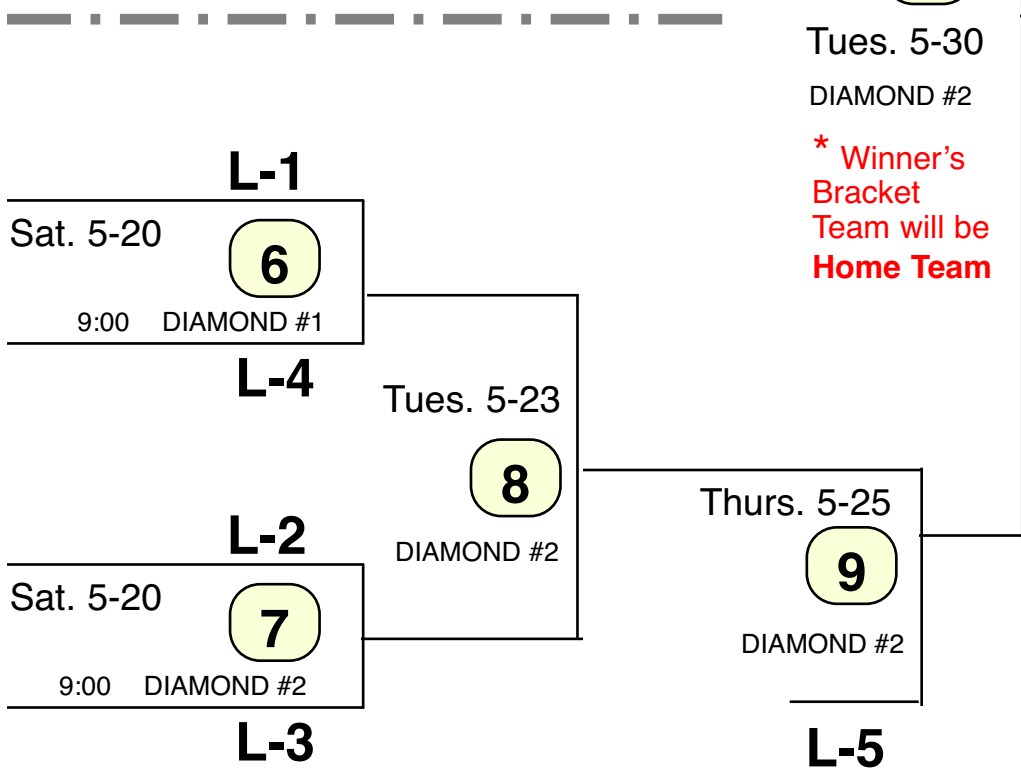 Tues. 5-30
DIAMOND #2
* Winner's
Bracket
Team will be
Home Team
L-1
Sat. 5-20
6
9:00 DIAMOND #1
L-4
Tues. 5-23
8
DIAMOND #2
L-2
Sat. 5-20
7
9:00 DIAMOND #2
L-3
Thurs. 5-25
9
DIAMOND #2
L-5